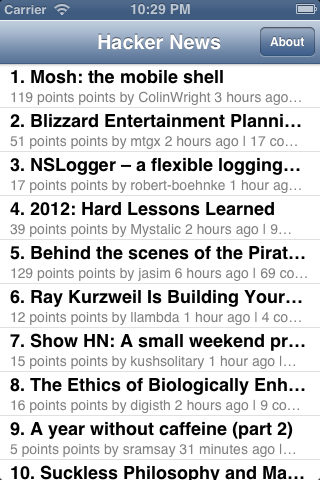 Carrier 10:29 PM
Hacker News About
1. Mosh: the mobile shell
119 points points by ColinWright 3 hours ago...
2. Blizzard Entertainment Planni...
51 points points by mtgx 2 hours ago | 17 co...
3. NSLogger – a flexible logging...
17 points points by robert-boehnke 1 hour ag...
4. 2012: Hard Lessons Learned
39 points points by Mystalic 2 hours ago | 9...
5. Behind the scenes of the Pirat...
129 points points by jasim 6 hours ago | 69 co...
6. Ray Kurzweil Is Building Your...
12 points points by llambda 1 hour ago | 4 co...
7. Show HN: A small weekend pr...
15 points points by kushsolitary 1 hour ago |...
8. The Ethics of Biologically Enh...
16 points points by digisth 2 hours ago | 9 co...
9. A year without caffeine (part 2)
5 points points by sramsay 31 minutes ago |...
10. Suckless Philosophy and Ma...